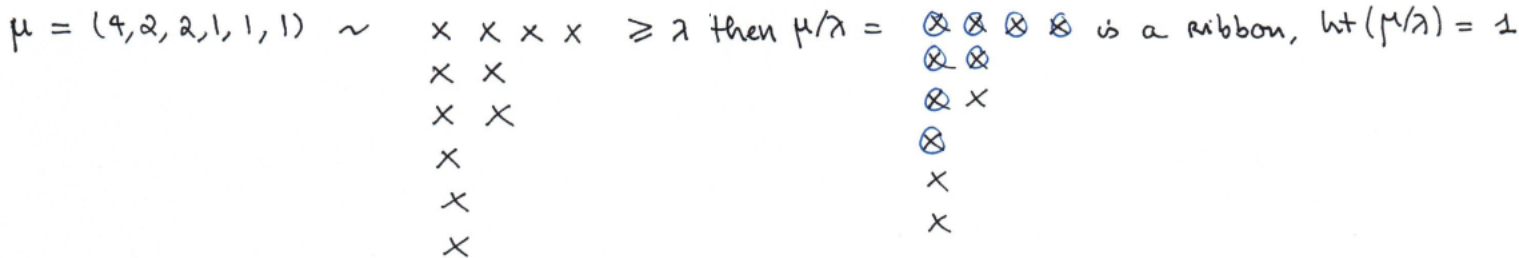 μ = (4,2,2,1,1,1) ~ × × × × ≥ λ then μ/λ = ⊗ ⊗ ⊗ ⊗ is a ribbon, ht(μ/λ) = 1
× × ⊗ ⊗
× × ⊗ ×
× ⊗
× ×
× ×